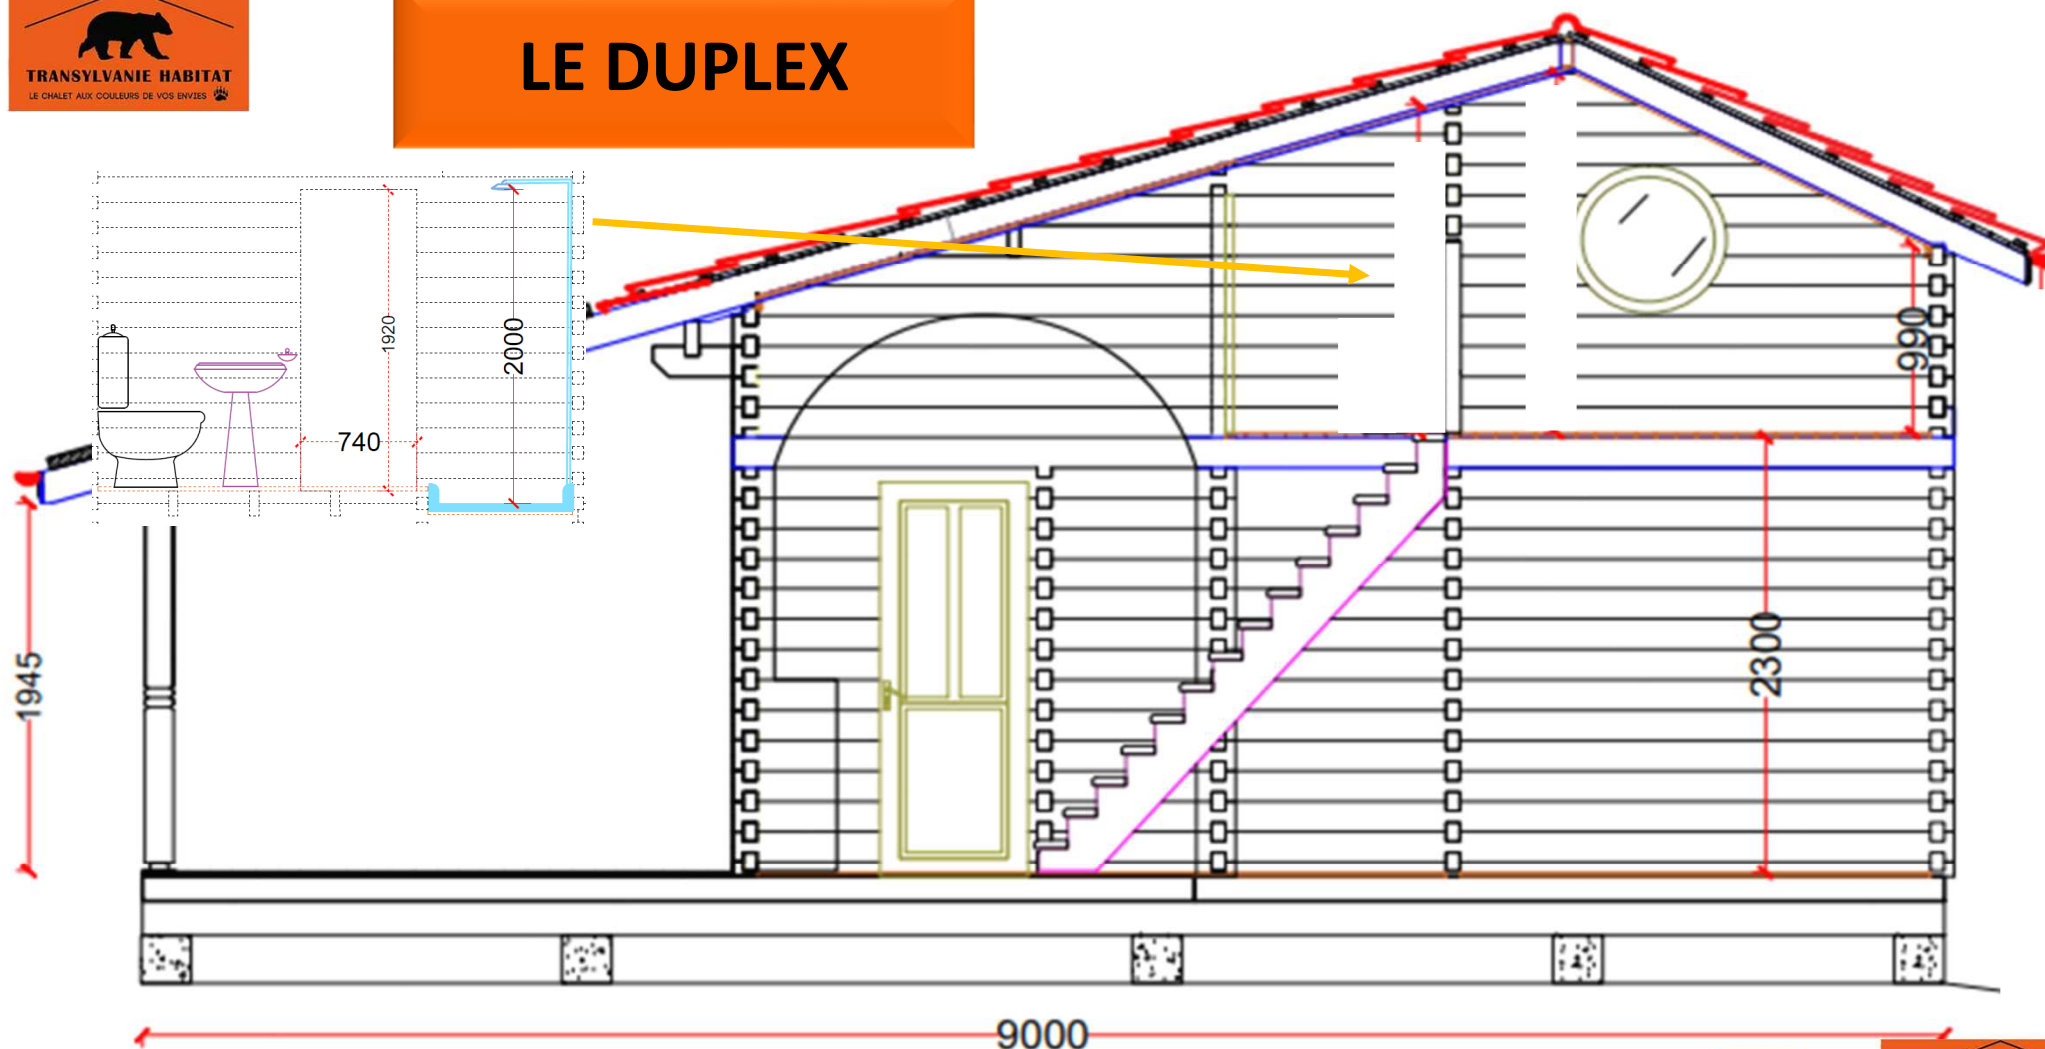 TRANSYLVANIE HABITAT
LE CHALET AUX COULEURS DE VOS ENVIES
LE DUPLEX
1920
2000
740
990
1945
2300
9000